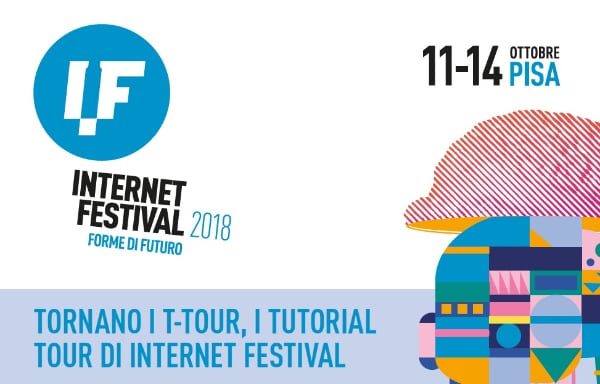 IF
11-14 OTTOBRE
PISA
INTERNET
FESTIVAL 2018
FORME DI FUTURO
TORNANO I T-TOUR, I TUTORIAL
TOUR DI INTERNET FESTIVAL